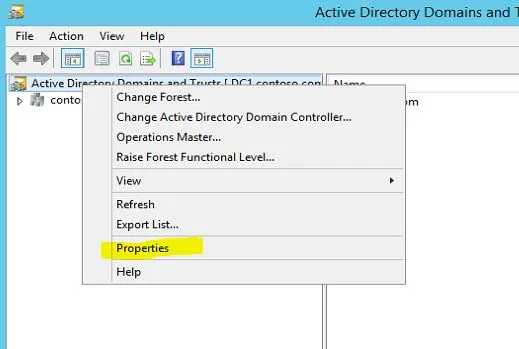 Active Directory Domains and T
File Action View Help
Active Directory Domains and Trusts [ DC1.contoso.con
Name
conto
Change Forest...
om
Change Active Directory Domain Controller...
Operations Master...
Raise Forest Functional Level...
View
Refresh
Export List...
Properties
Help